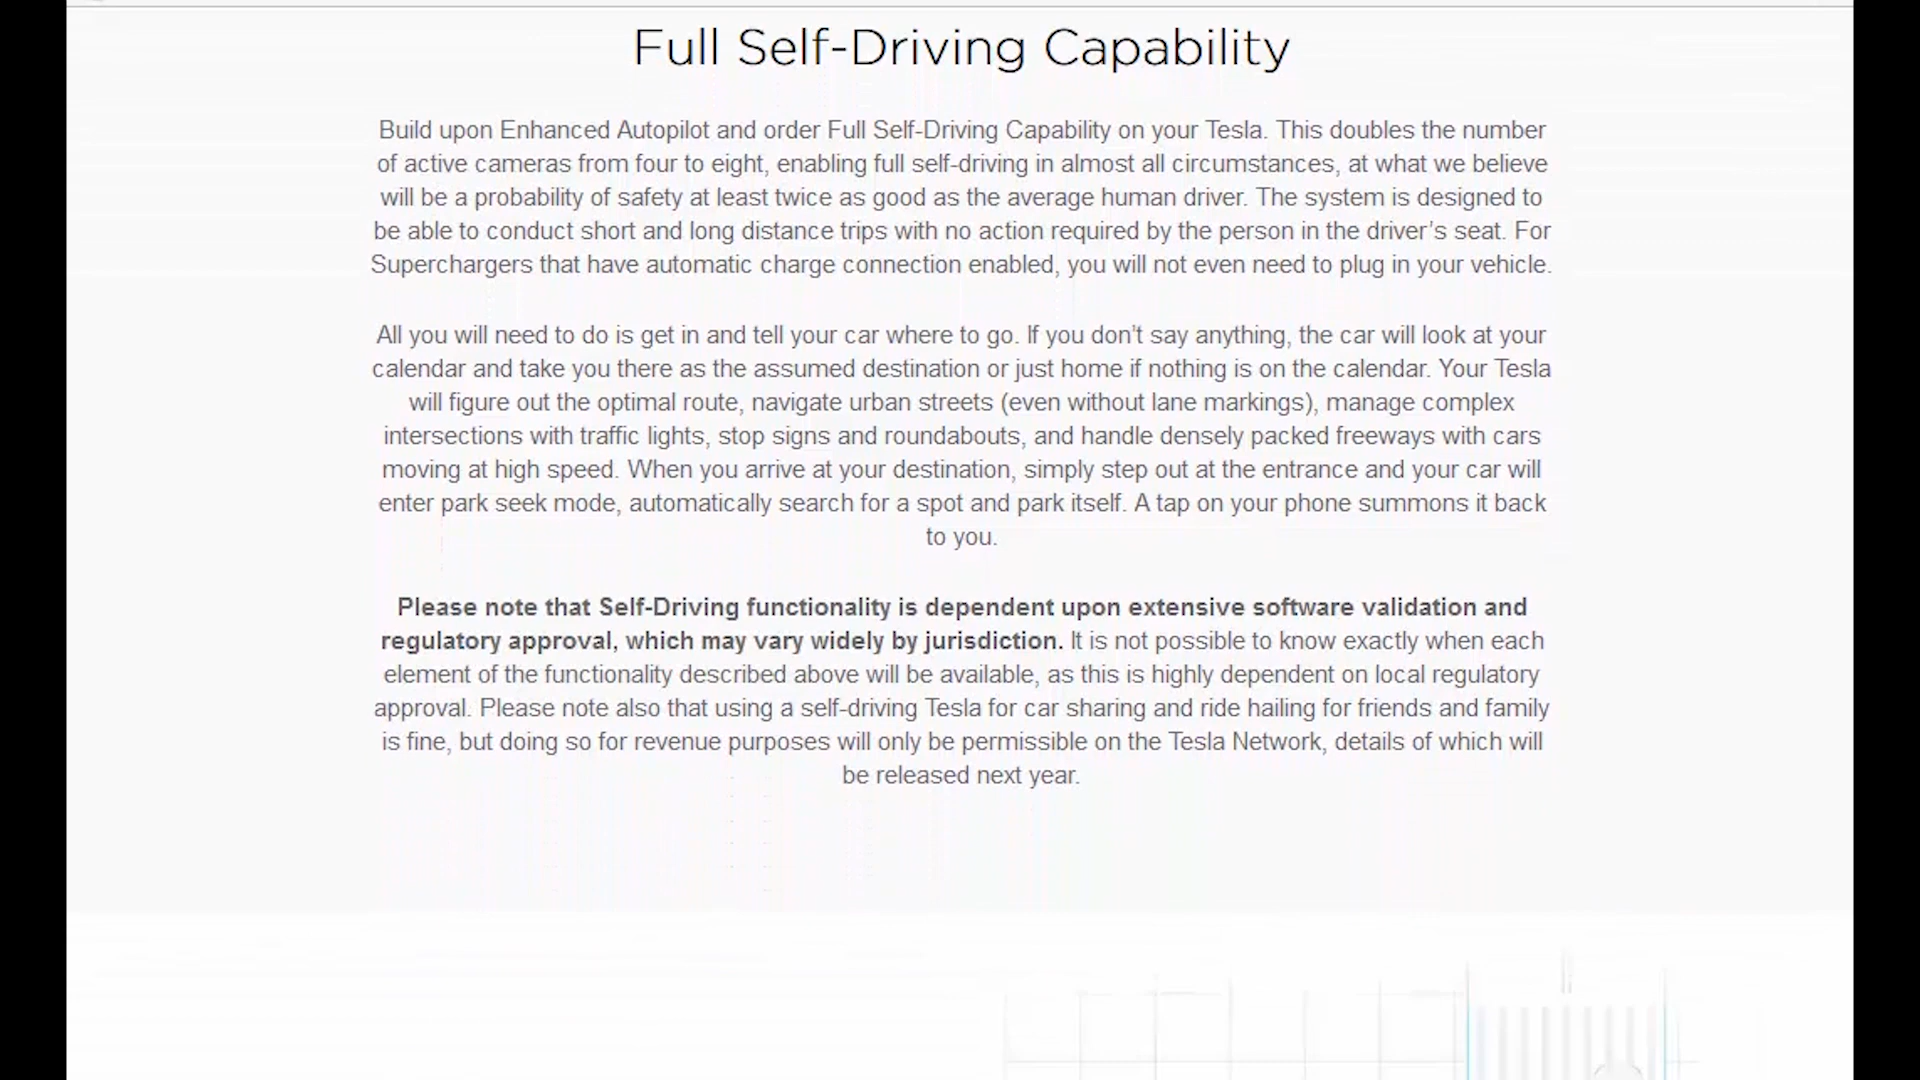 Full Self-Driving Capability
Build upon Enhanced Autopilot and order Full Self-Driving Capability on your Tesla. This doubles the number
of active cameras from four to eight, enabling full self-driving in almost all circumstances, at what we believe
will be a probability of safety at least twice as good as the average human driver. The system is designed to
be able to conduct short and long distance trips with no action required by the person in the driver’s seat. For
Superchargers that have automatic charge connection enabled, you will not even need to plug in your vehicle.
All you will need to do is get in and tell your car where to go. If you don’t say anything, the car will look at your
calendar and take you there as the assumed destination or just home if nothing is on the calendar. Your Tesla
will figure out the optimal route, navigate urban streets (even without lane markings), manage complex
intersections with traffic lights, stop signs and roundabouts, and handle densely packed freeways with cars
moving at high speed. When you arrive at your destination, simply step out at the entrance and your car will
enter park seek mode, automatically search for a spot and park itself. A tap on your phone summons it back
to you.
Please note that Self-Driving functionality is dependent upon extensive software validation and
regulatory approval, which may vary widely by jurisdiction. It is not possible to know exactly when each
element of the functionality described above will be available, as this is highly dependent on local regulatory
approval. Please note also that using a self-driving Tesla for car sharing and ride hailing for friends and family
is fine, but doing so for revenue purposes will only be permissible on the Tesla Network, details of which will
be released next year.